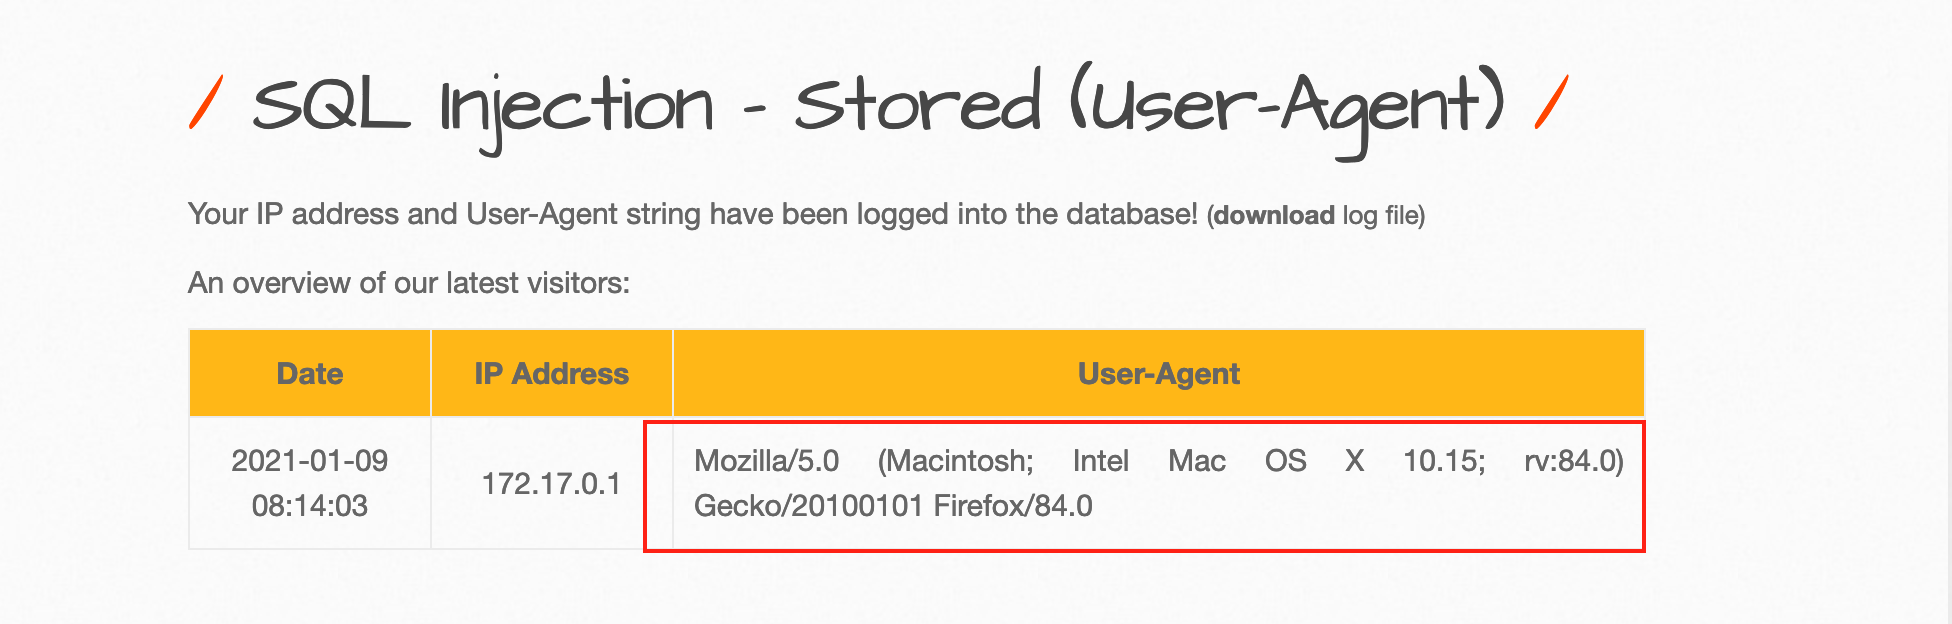 / SQL Injection - Stored (User-Agent) /
Your IP address and User-Agent string have been logged into the database! (download log file)
An overview of our latest visitors:
Date IP Address User-Agent
2021-01-09
08:14:03
172.17.0.1
Mozilla/5.0 (Macintosh; Intel Mac OS X 10.15; rv:84.0)
Gecko/20100101 Firefox/84.0